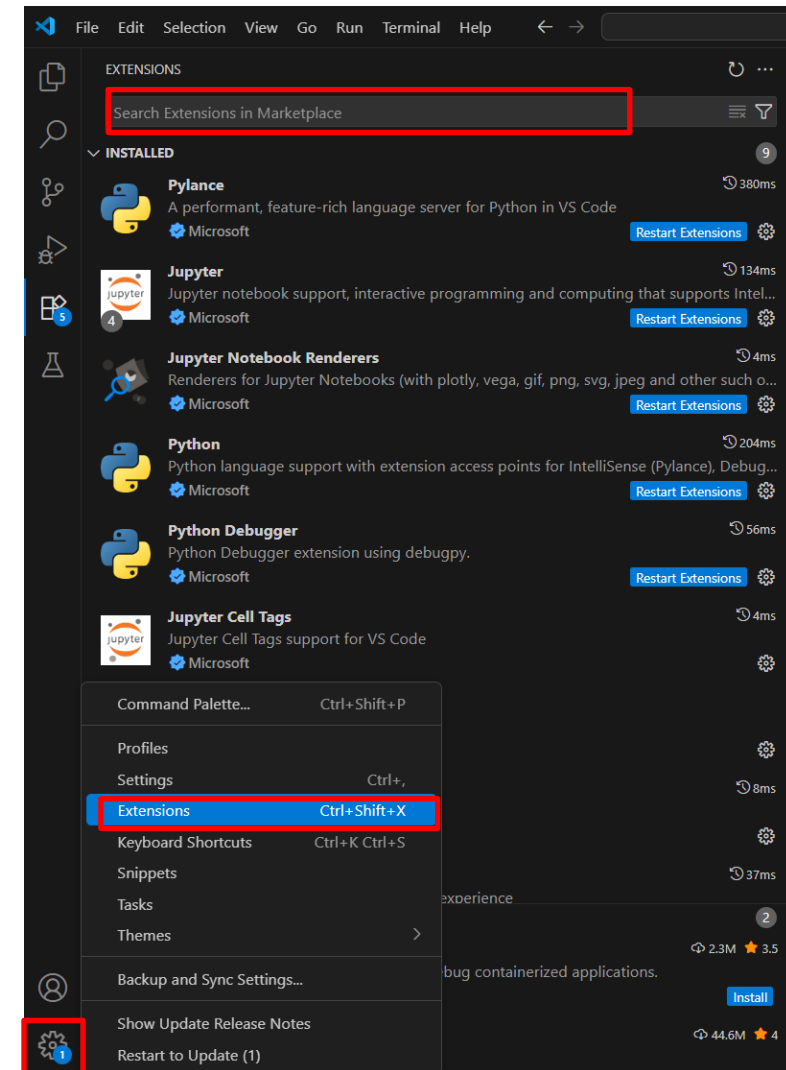 File Edit Selection View Go Run Terminal Help
EXTENSIONS
Search Extensions in Marketplace
INSTALLED 9
Pylance 380ms
A performant, feature-rich language server for Python in VS Code
Microsoft Restart Extensions
Jupyter 134ms
jupyter
Jupyter notebook support, interactive programming and computing that supports Intel...
4
Microsoft Restart Extensions
5
Jupyter Notebook Renderers 4ms
Renderers for Jupyter Notebooks (with plotly, vega, gif, png, svg, jpeg and other such o...
Microsoft Restart Extensions
Python 204ms
Python language support with extension access points for IntelliSense (Pylance), Debug...
Microsoft Restart Extensions
Python Debugger 56ms
Python Debugger extension using debugpy.
Microsoft Restart Extensions
Jupyter Cell Tags 4ms
jupyter
Jupyter Cell Tags support for VS Code
Microsoft
Command Palette... Ctrl+Shift+P
Profiles
Settings Ctrl+,
8ms
Extensions Ctrl+Shift+X
Keyboard Shortcuts Ctrl+K Ctrl+S
Snippets
37ms
experience
Tasks
2
Themes
2.3M 3.5
bug containerized applications.
Backup and Sync Settings...
Install
Show Update Release Notes
44.6M 4
1
Restart to Update (1)